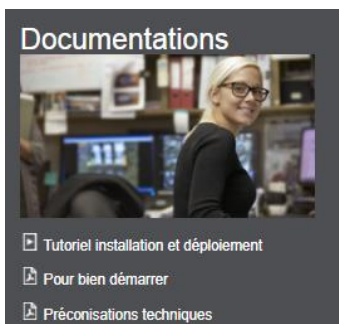 Documentations
Tutoriel installation et déploiement
Pour bien démarrer
Préconisations techniques